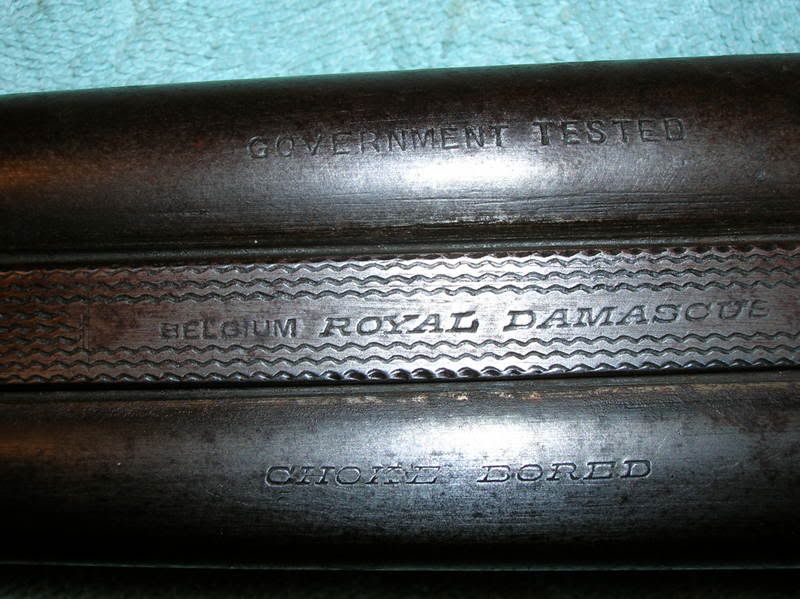 GOVERNMENT TESTED
BELGIUM ROYAL DAMASCUS
CHOKE BORED